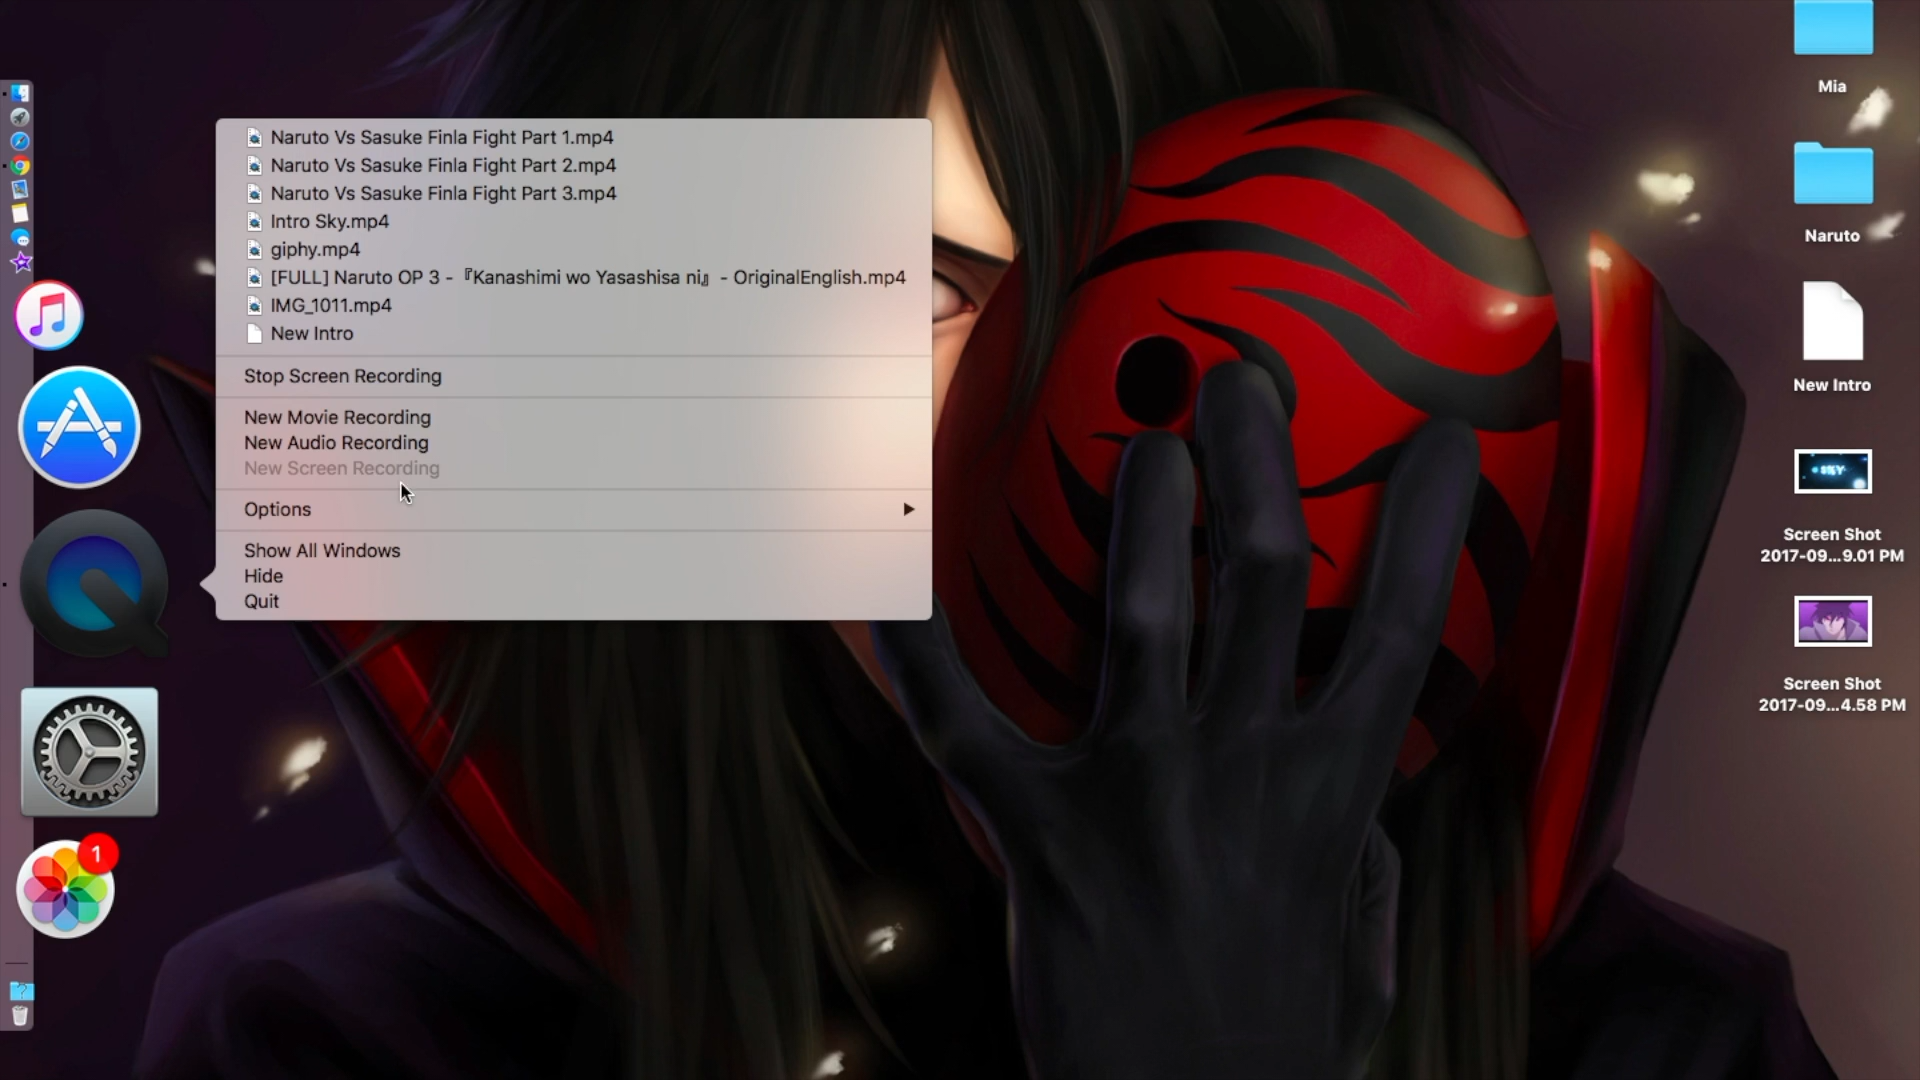 Naruto Vs Sasuke Finla Fight Part 1.mp4
Naruto Vs Sasuke Finla Fight Part 2.mp4
Naruto Vs Sasuke Finla Fight Part 3.mp4
Intro Sky.mp4
giphy.mp4
[FULL] Naruto OP 3 - 『Kanashimi wo Yasashisa ni』 - OriginalEnglish.mp4
IMG_1011.mp4
New Intro
Stop Screen Recording
New Movie Recording
New Audio Recording
New Screen Recording
Options
Show All Windows
Hide
Quit
1
Mia
Naruto
New Intro
SKY
Screen Shot
2017-09...9.01 PM
Screen Shot
2017-09...4.58 PM